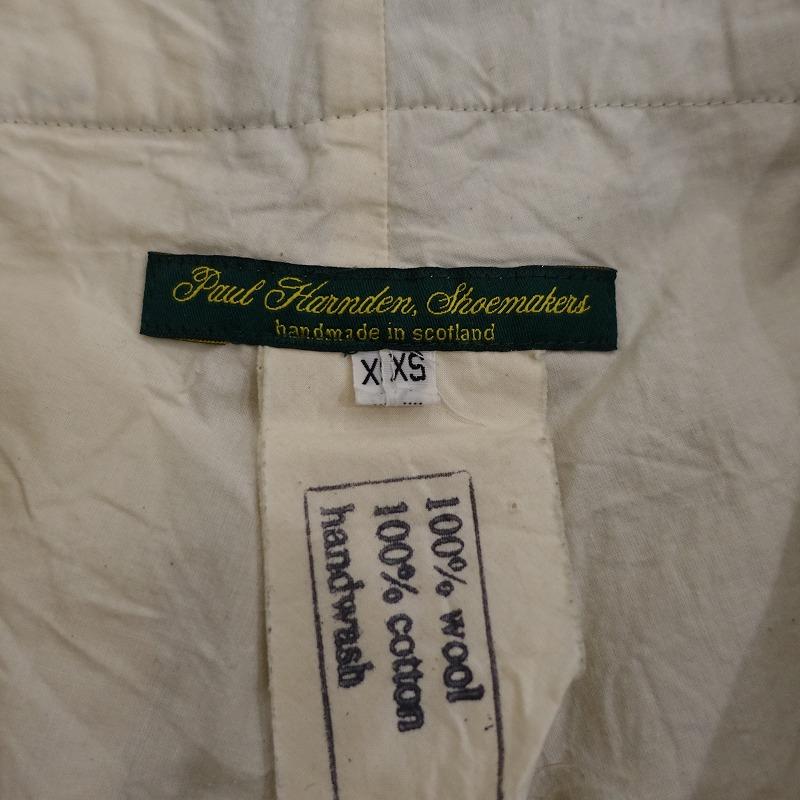 Paul Harnden, Shoemakers
handmade in scotland
X XS
100% wool
100% cotton
handwash